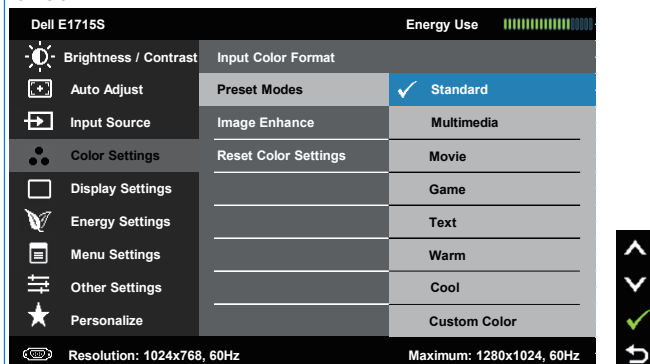 Dell E1715S Energy Use
Brightness / Contrast Input Color Format
Auto Adjust Preset Modes Standard
Input Source Image Enhance Multimedia
Color Settings Reset Color Settings Movie
Display Settings Game
Energy Settings Text
Menu Settings Warm
Other Settings Cool
Personalize Custom Color
Resolution: 1024x768, 60Hz Maximum: 1280x1024, 60Hz